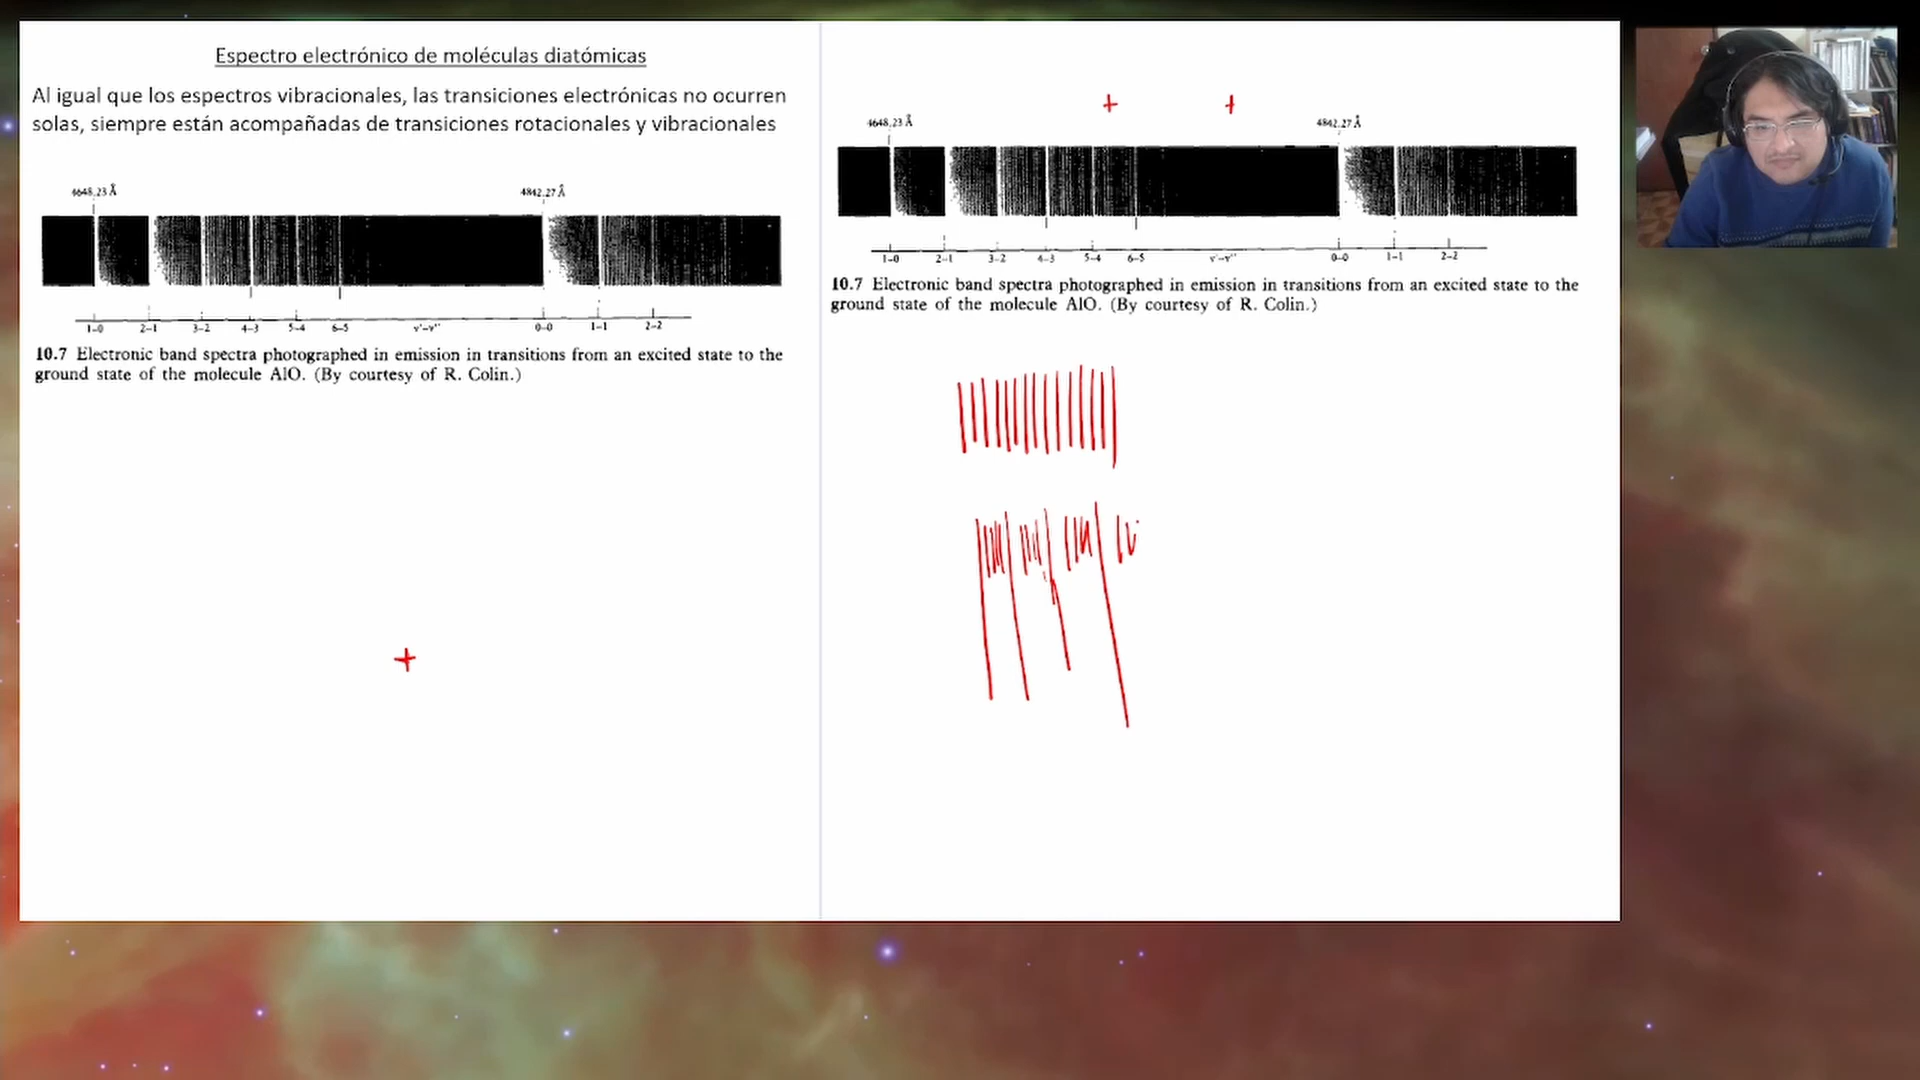 Espectro electrónico de moléculas diatómicas
Al igual que los espectros vibracionales, las transiciones electrónicas no ocurren
solas, siempre están acompañadas de transiciones rotacionales y vibracionales
4648.23 Å
4842.27 Å
1–0 2–1 3–2 4–3 5–4 6–5 v'–v'' 0–0 1–1 2–2
10.7 Electronic band spectra photographed in emission in transitions from an excited state to the
ground state of the molecule AlO. (By courtesy of R. Colin.)
+
+ +
4648.23 Å
4842.27 Å
1–0 2–1 3–2 4–3 5–4 6–5 v'–v'' 0–0 1–1 2–2
10.7 Electronic band spectra photographed in emission in transitions from an excited state to the
ground state of the molecule AlO. (By courtesy of R. Colin.)